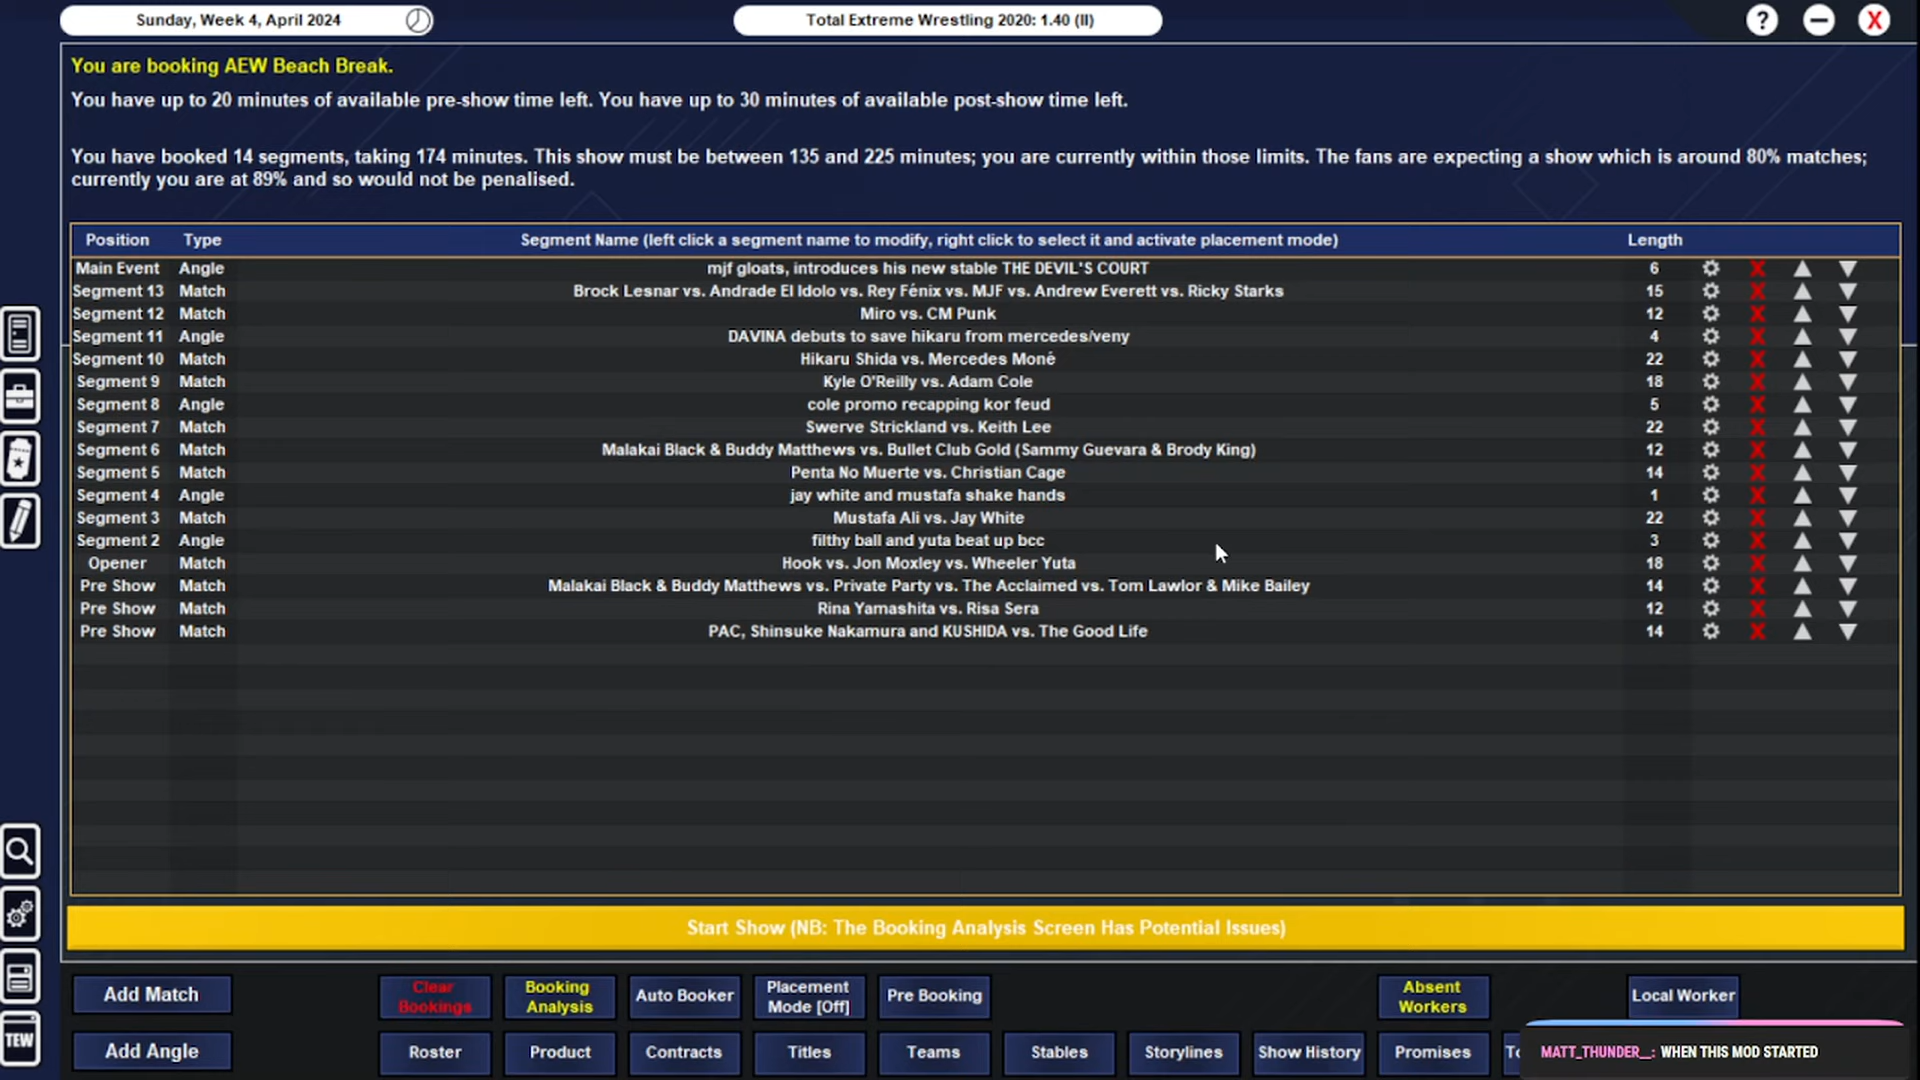 Sunday, Week 4, April 2024
Total Extreme Wrestling 2020: 1.40 (II)
? − X
You are booking AEW Beach Break.
You have up to 20 minutes of available pre-show time left. You have up to 30 minutes of available post-show time left.
You have booked 14 segments, taking 174 minutes. This show must be between 135 and 225 minutes; you are currently within those limits. The fans are expecting a show which is around 80% matches;
currently you are at 89% and so would not be penalised.
Position Type Segment Name (left click a segment name to modify, right click to select it and activate placement mode) Length
Main Event Angle mjf gloats, introduces his new stable THE DEVIL'S COURT 6 X
Segment 13 Match Brock Lesnar vs. Andrade El Idolo vs. Rey Fénix vs. MJF vs. Andrew Everett vs. Ricky Starks 15 X
Segment 12 Match Miro vs. CM Punk 12 X
Segment 11 Angle DAVINA debuts to save hikaru from mercedes/veny 4 X
Segment 10 Match Hikaru Shida vs. Mercedes Moné 22 X
Segment 9 Match Kyle O'Reilly vs. Adam Cole 18 X
Segment 8 Angle cole promo recapping kor feud 5 X
Segment 7 Match Swerve Strickland vs. Keith Lee 22 X
Segment 6 Match Malakai Black & Buddy Matthews vs. Bullet Club Gold (Sammy Guevara & Brody King) 12 X
Segment 5 Match Penta No Muerte vs. Christian Cage 14 X
Segment 4 Angle jay white and mustafa shake hands 1 X
Segment 3 Match Mustafa Ali vs. Jay White 22 X
Segment 2 Angle filthy ball and yuta beat up bcc 3 X
Opener Match Hook vs. Jon Moxley vs. Wheeler Yuta 18 X
Pre Show Match Malakai Black & Buddy Matthews vs. Private Party vs. The Acclaimed vs. Tom Lawlor & Mike Bailey 14 X
Pre Show Match Rina Yamashita vs. Risa Sera 12 X
Pre Show Match PAC, Shinsuke Nakamura and KUSHIDA vs. The Good Life 14 X
Start Show (NB: The Booking Analysis Screen Has Potential Issues)
Add Match
Clear Bookings
Booking Analysis
Auto Booker
Placement Mode [Off]
Pre Booking
Absent Workers
Local Worker
TEW
Add Angle
Roster
Product
Contracts
Titles
Teams
Stables
Storylines
Show History
Promises
To
MATT_THUNDER__: WHEN THIS MOD STARTED